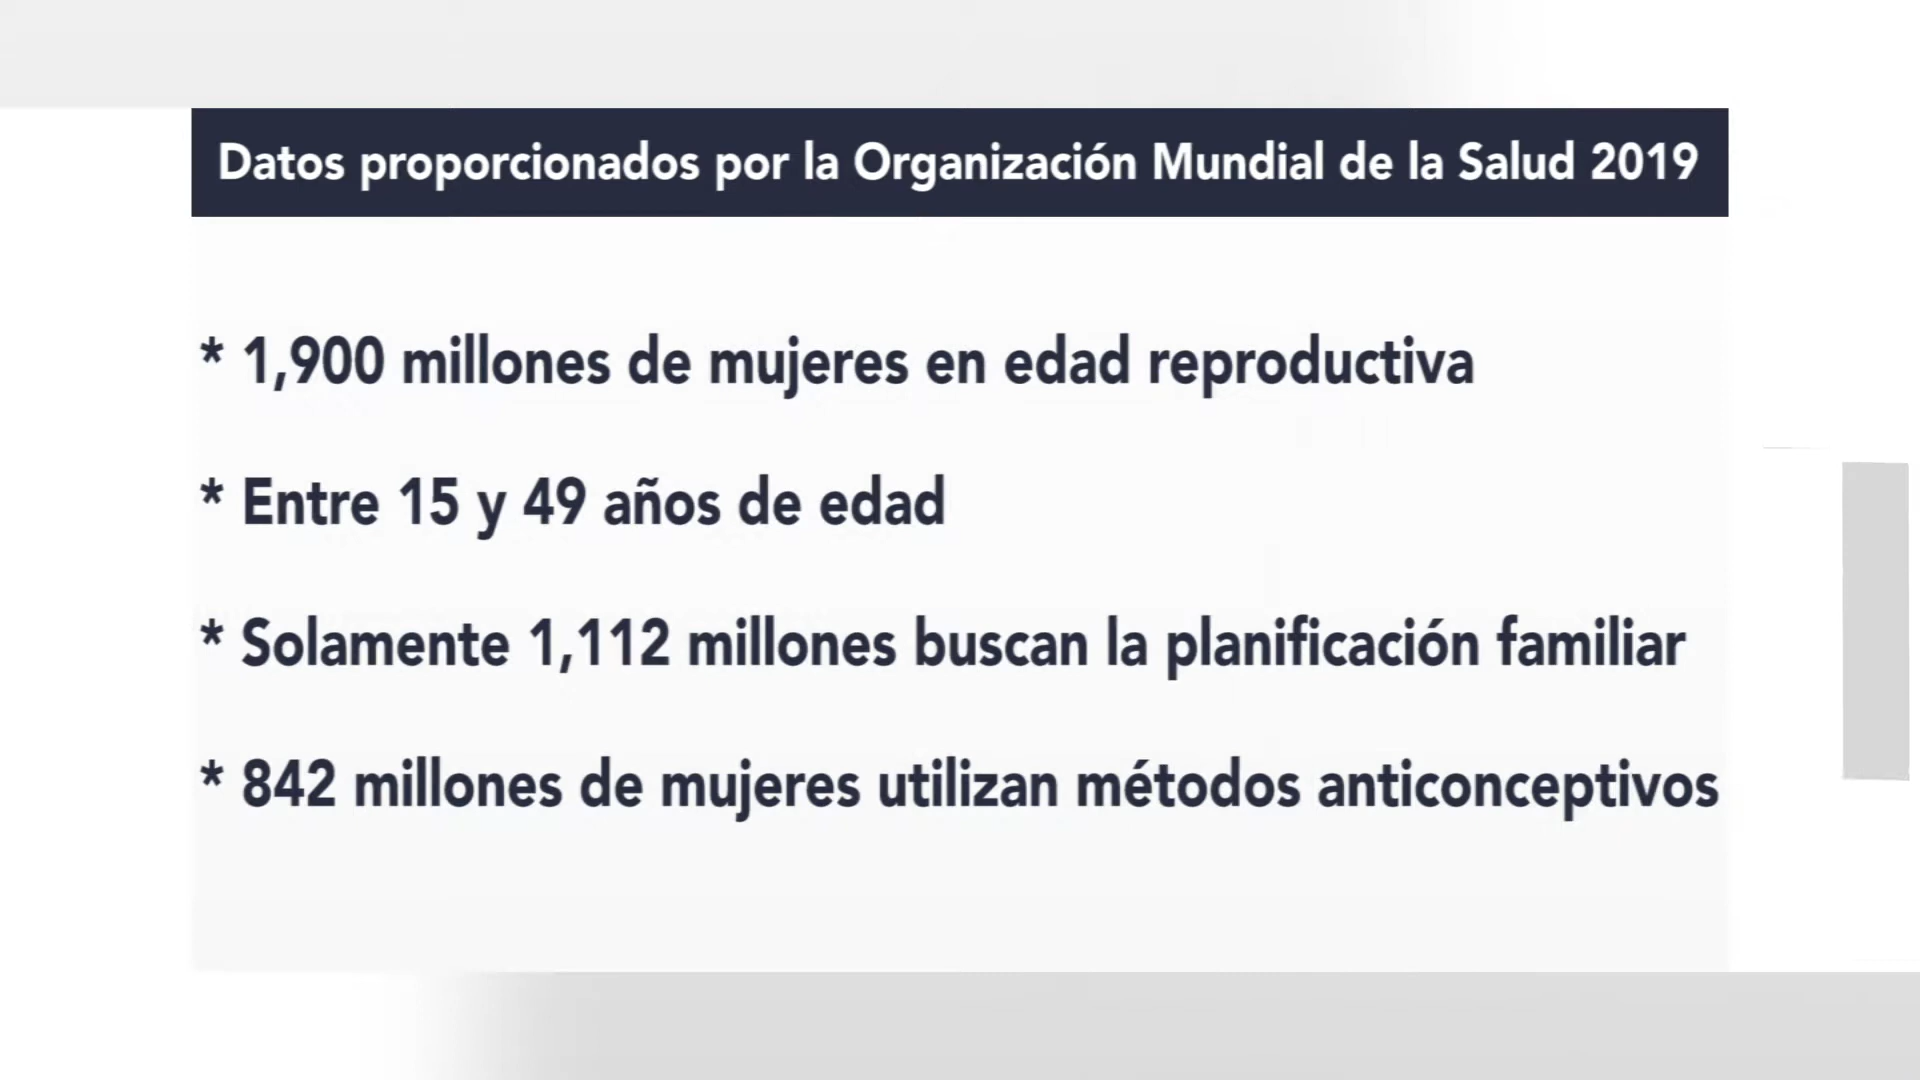 Datos proporcionados por la Organización Mundial de la Salud 2019
* 1,900 millones de mujeres en edad reproductiva
* Entre 15 y 49 años de edad
* Solamente 1,112 millones buscan la planificación familiar
* 842 millones de mujeres utilizan métodos anticonceptivos